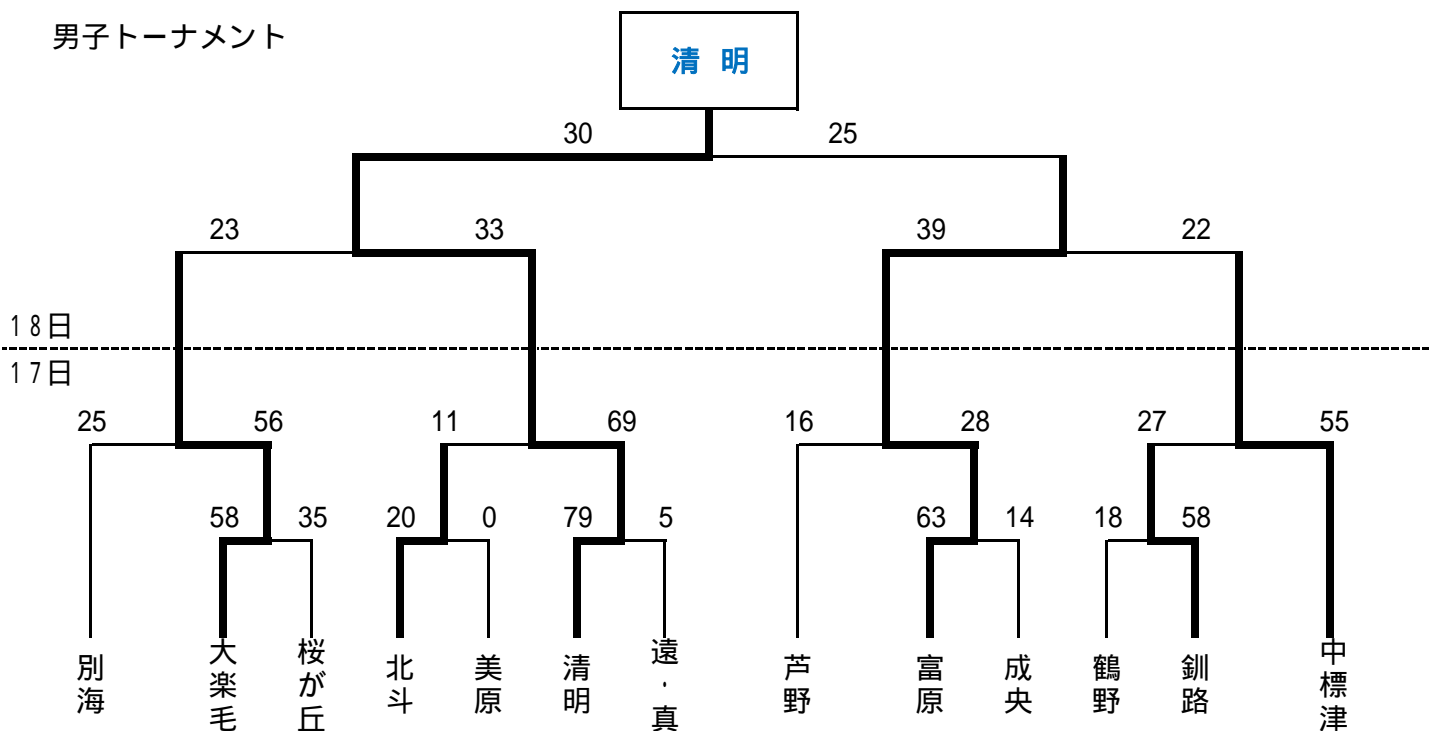 男子トーナメント
清 明
30 25
23 33 39 22
18日
17日
25 56 11 69 16 28 27 55
58 35 20 0 79 5 63 14 18 58
別海
大楽毛
桜が丘
北斗
美原
清明
遠・真
芦野
富原
成央
鶴野
釧路
中標津